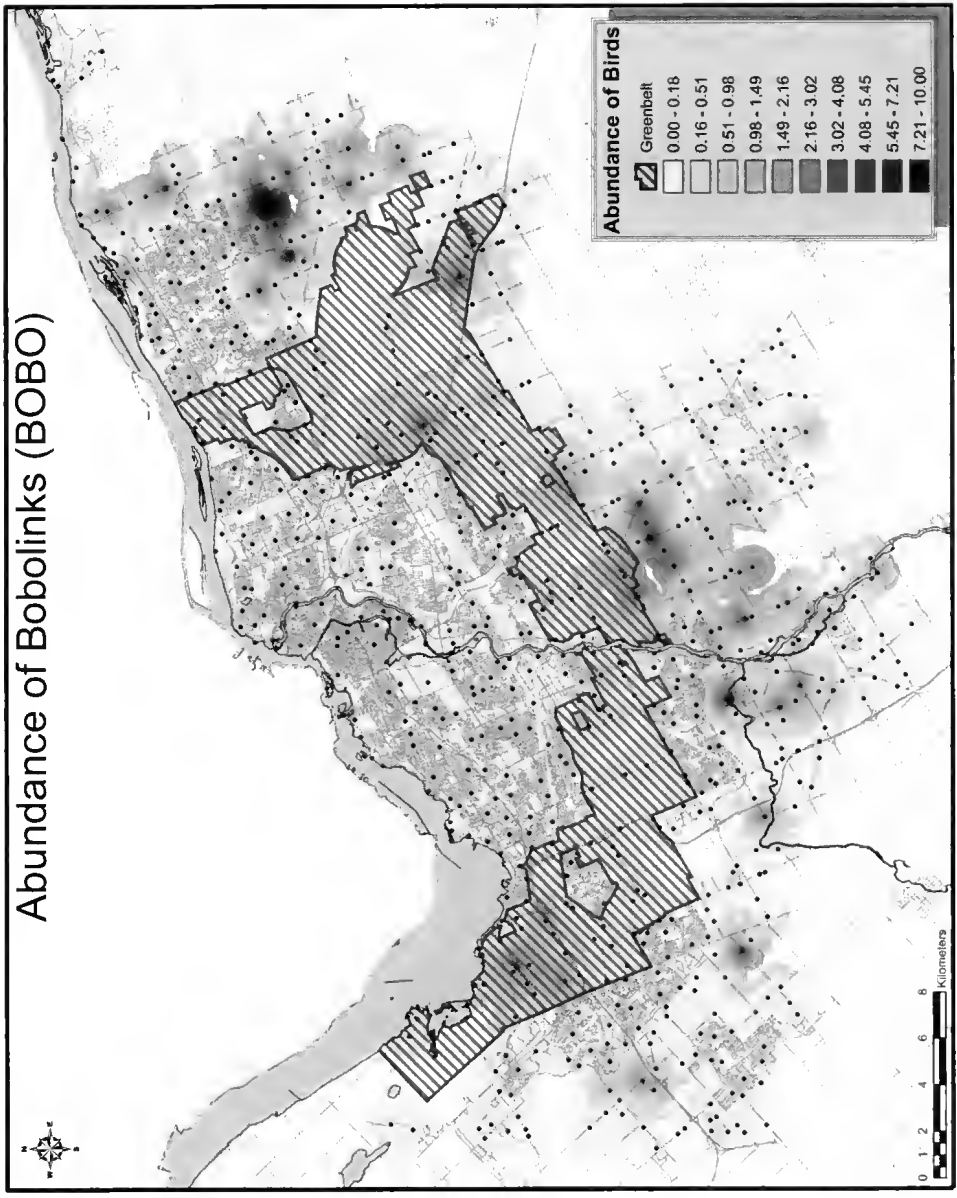 Abundance of Bobolinks (BOBO)
N
W E
S
Abundance of Birds
Greenbelt
0.00 - 0.18
0.16 - 0.51
0.51 - 0.98
0.98 - 1.49
1.49 - 2.16
2.16 - 3.02
3.02 - 4.08
4.08 - 5.45
5.45 - 7.21
7.21 - 10.00
0 1 2 4 6 8
Kilometers